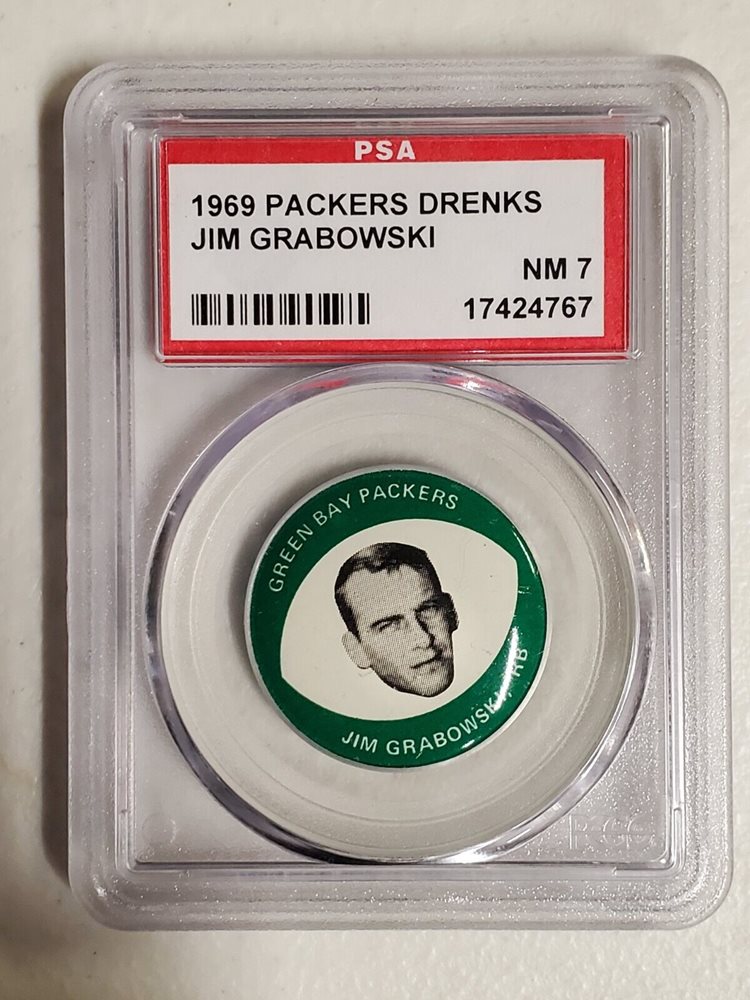 PSA
1969 PACKERS DRENKS
JIM GRABOWSKI
NM 7
17424767
GREEN BAY PACKERS
JIM GRABOWSKI, RB